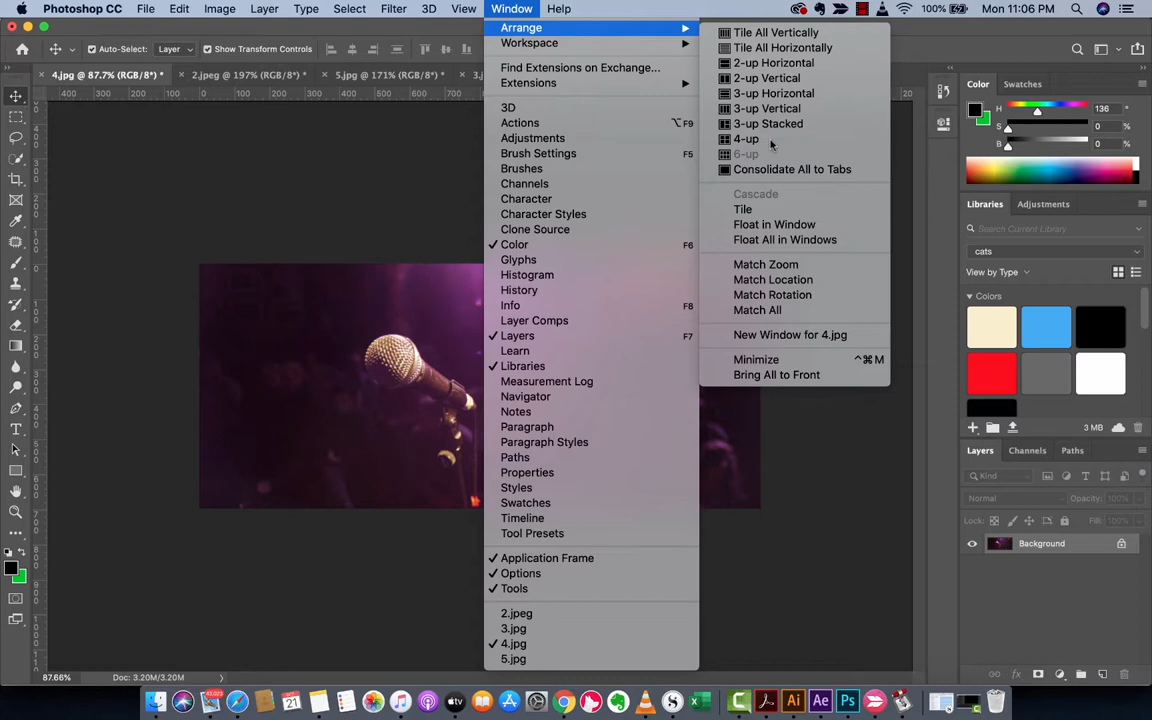 Photoshop CC File Edit Image Layer Type Select Filter 3D View Window Help 100% Mon 11:06 PM
Auto-Select: Layer Show Transform Controls
4.jpg @ 87.7% (RGB/8*) * 2.jpeg @ 197% (RGB/8*) 5.jpg @ 171% (RGB/8*) 3.j
Arrange
Workspace
Find Extensions on Exchange...
Extensions
3D
Actions ⌥F9
Adjustments
Brush Settings F5
Brushes
Channels
Character
Character Styles
Clone Source
✓ Color F6
Glyphs
Histogram
History
Info F8
Layer Comps
✓ Layers F7
Learn
✓ Libraries
Measurement Log
Navigator
Notes
Paragraph
Paragraph Styles
Paths
Properties
Styles
Swatches
Timeline
Tool Presets
✓ Application Frame
✓ Options
✓ Tools
2.jpeg
3.jpg
✓ 4.jpg
5.jpg
Tile All Vertically
Tile All Horizontally
2-up Horizontal
2-up Vertical
3-up Horizontal
3-up Vertical
3-up Stacked
4-up
6-up
Consolidate All to Tabs
Cascade
Tile
Float in Window
Float All in Windows
Match Zoom
Match Location
Match Rotation
Match All
New Window for 4.jpg
Minimize ^⌘M
Bring All to Front
Color Swatches
H 136 °
S 0 %
B 0 %
Libraries Adjustments
Search Current Library
cats
View by Type
Colors
3 MB
Layers Channels Paths
Kind
Normal Opacity: 100%
Lock: Fill: 100%
Background
87.66% Doc: 3.20M/3.20M